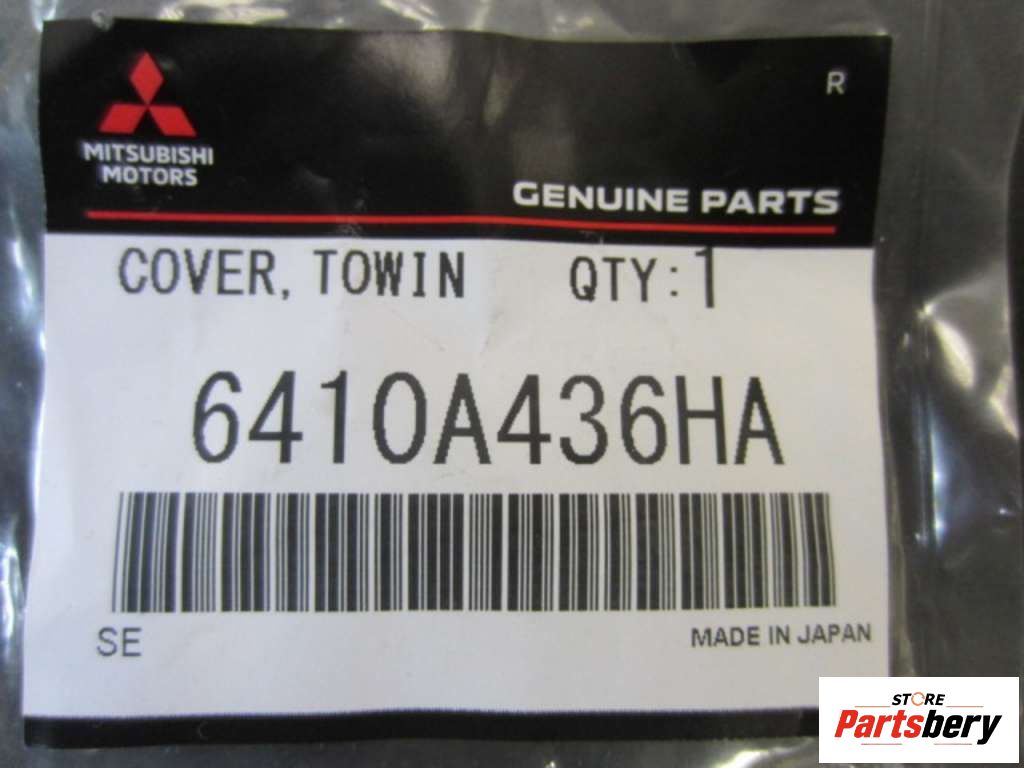 R
MITSUBISHI
MOTORS
GENUINE PARTS
COVER, TOWIN QTY:1
6410A436HA
SE MADE IN JAPAN
STORE
Partsbery